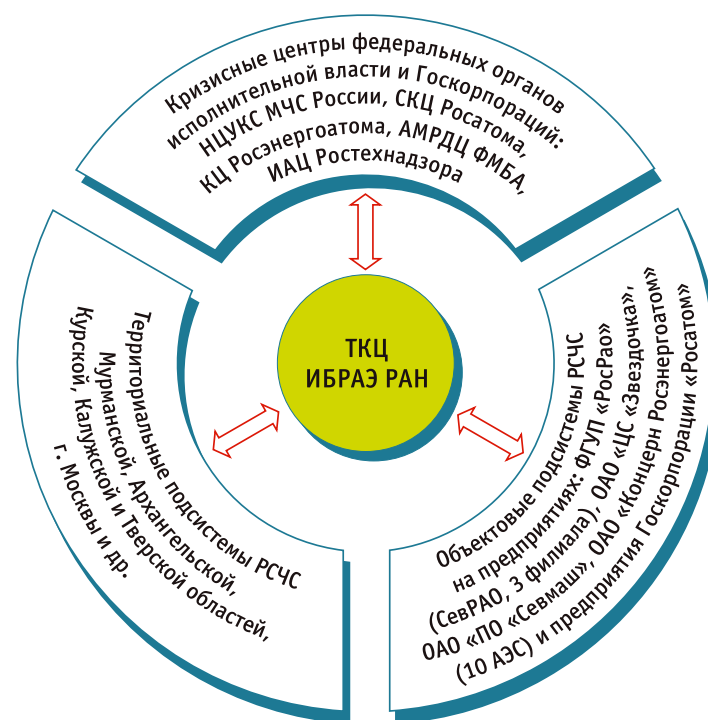 Кризисные центры федеральных органов
исполнительной власти и Госкорпораций:
НЦУКС МЧС России, СКЦ Росатома,
КЦ Росэнергоатома, АМРДЦ ФМБА,
ИАЦ Ростехнадзора
ТКЦ
ИБРАЭ РАН
Территориальные подсистемы РСЧС
Мурманской, Архангельской,
Курской, Калужской и Тверской областей,
г. Москвы и др.
Объектовые подсистемы РСЧС
на предприятиях: ФГУП «РосРао»
(СевРАО, 3 филиала), ОАО «ЦС «Звездочка»,
ОАО «ПО «Севмаш», ОАО «Концерн Росэнергоатом»
(10 АЭС) и предприятия Госкорпорации «Росатом»